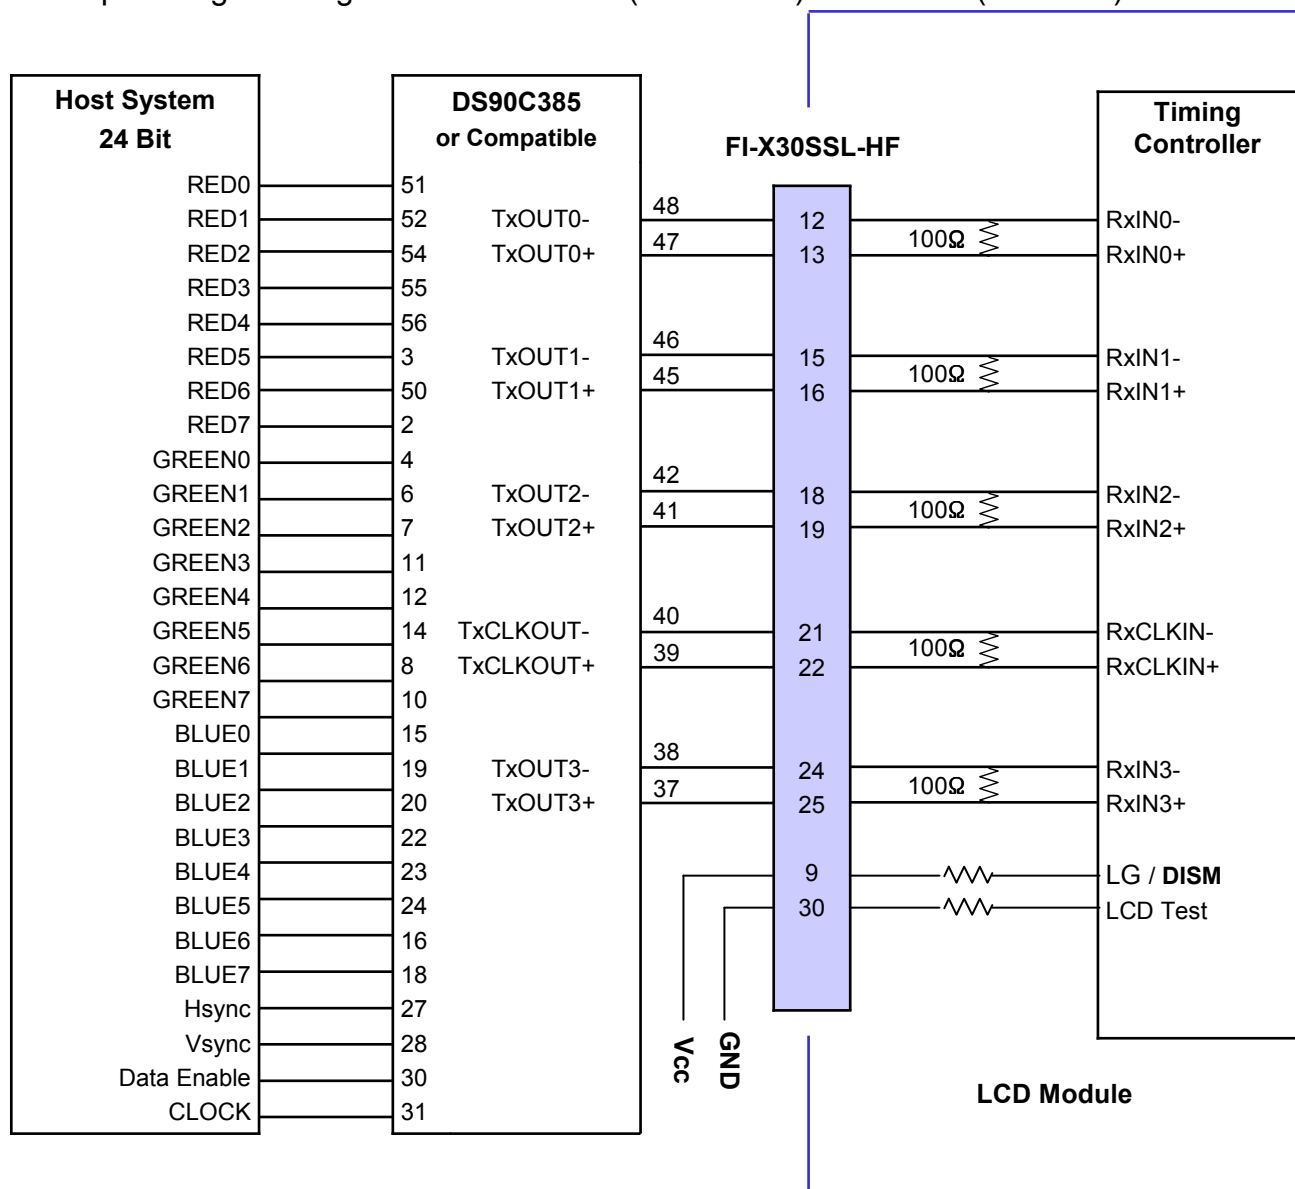 Host System
24 Bit
RED0
RED1
RED2
RED3
RED4
RED5
RED6
RED7
GREEN0
GREEN1
GREEN2
GREEN3
GREEN4
GREEN5
GREEN6
GREEN7
BLUE0
BLUE1
BLUE2
BLUE3
BLUE4
BLUE5
BLUE6
BLUE7
Hsync
Vsync
Data Enable
CLOCK
DS90C385
or Compatible
51
52
54
55
56
3
50
2
4
6
7
11
12
14
8
10
15
19
20
22
23
24
16
18
27
28
30
31
TxOUT0-
TxOUT0+
TxOUT1-
TxOUT1+
TxOUT2-
TxOUT2+
TxCLKOUT-
TxCLKOUT+
TxOUT3-
TxOUT3+
48
47
46
45
42
41
40
39
38
37
Vcc
GND
FI-X30SSL-HF
12
13
15
16
18
19
21
22
24
25
9
30
100Ω
100Ω
100Ω
100Ω
100Ω
Timing
Controller
RxIN0-
RxIN0+
RxIN1-
RxIN1+
RxIN2-
RxIN2+
RxCLKIN-
RxCLKIN+
RxIN3-
RxIN3+
LG / DISM
LCD Test
LCD Module